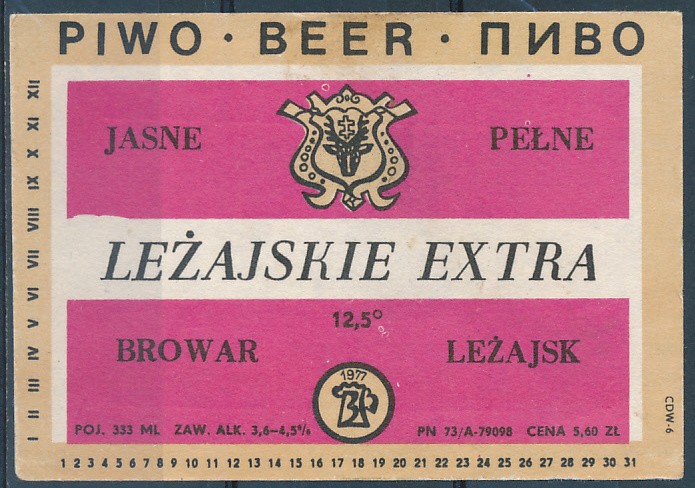 PIWO · BEER · ПИВО
JASNE PEŁNE
LEŻAJSKIE EXTRA
12,5°
BROWAR LEŻAJSK
1977
POJ. 333 ML ZAW. ALK. 3,6–4,5% PN 73/A-79098 CENA 5,60 ZŁ
I II III IV V VI VII VIII IX X XI XII
1 2 3 4 5 6 7 8 9 10 11 12 13 14 15 16 17 18 19 20 21 22 23 24 25 26 27 28 29 30 31
CDW-6